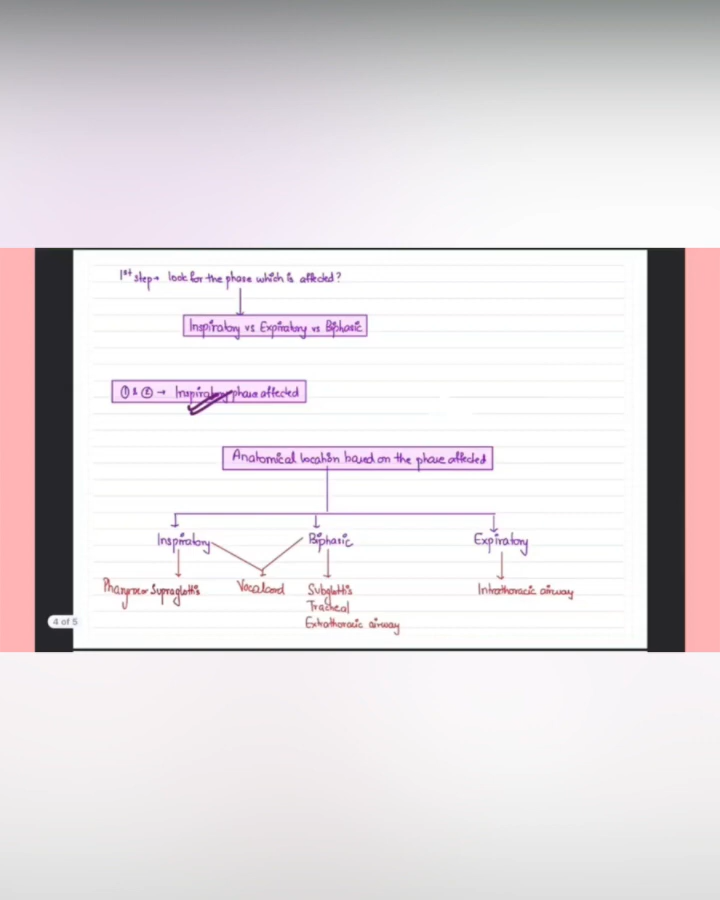 1st step → look for the phase which is affected?
Inspiratory vs Expiratory vs Biphasic
① & ② → Inspiratory phase affected
Anatomical location based on the phase affected
Inspiratory Biphasic Expiratory
Pharynx or Supraglottis Vocalcord Subglottis Intrathoracic airway
Tracheal
Extrathoracic airway
4 of 5